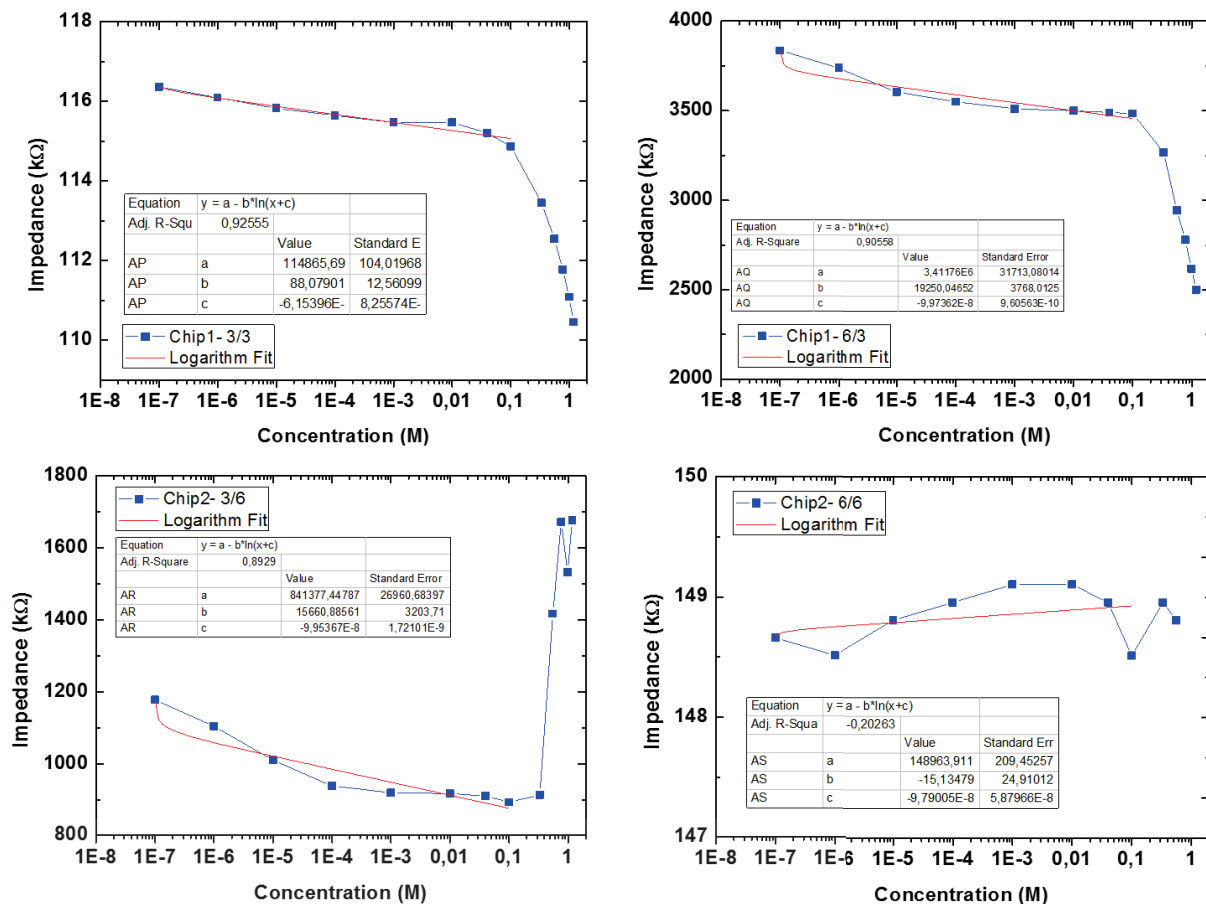 118
116
114
112
110
Impedance (kΩ)
Equation y = a - b*ln(x+c)
Adj. R-Squ 0,92555
Value Standard E
AP a 114865,69 104,01968
AP b 88,07901 12,56099
AP c -6,15396E- 8,25574E-
Chip1- 3/3
Logarithm Fit
1E-8 1E-7 1E-6 1E-5 1E-4 1E-3 0,01 0,1 1
Concentration (M)
4000
3500
3000
2500
2000
Impedance (kΩ)
Equation y = a - b*ln(x+c)
Adj. R-Square 0,90558
Value Standard Error
AQ a 3,41176E6 31713,08014
AQ b 19250,04652 3768,0125
AQ c -9,97362E-8 9,60563E-10
Chip1- 6/3
Logarithm Fit
1E-8 1E-7 1E-6 1E-5 1E-4 1E-3 0,01 0,1 1
Concentration (M)
1800
1600
1400
1200
1000
800
Impedance (kΩ)
Chip2- 3/6
Logarithm Fit
Equation y = a - b*ln(x+c)
Adj. R-Square 0,8929
Value Standard Error
AR a 841377,44787 26960,68397
AR b 15660,88561 3203,71
AR c -9,95367E-8 1,72101E-9
1E-8 1E-7 1E-6 1E-5 1E-4 1E-3 0,01 0,1 1
Concentration (M)
150
149
148
147
Impedance (kΩ)
Chip2- 6/6
Logarithm Fit
Equation y = a - b*ln(x+c)
Adj. R-Squa -0,20263
Value Standard Err
AS a 148963,911 209,45257
AS b -15,13479 24,91012
AS c -9,79005E-8 5,87966E-8
1E-8 1E-7 1E-6 1E-5 1E-4 1E-3 0,01 0,1 1
Concentration (M)